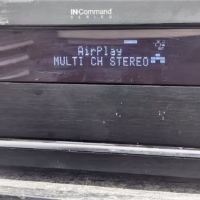 INCommand
SERIES
AirPlay
MULTI CH STEREO